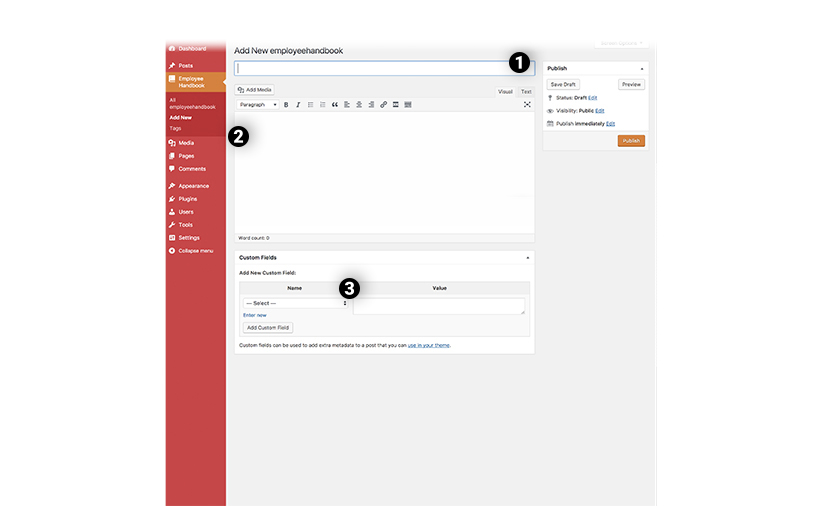 Dashboard
Posts
Employee
Handbook
All
employeehandbook
Add New
Tags
Media
Pages
Comments
Appearance
Plugins
Users
Tools
Settings
Collapse menu
Screen Options
Add New employeehandbook
1
Add Media
Visual Text
Paragraph B I
2
Word count: 0
Custom Fields
Add New Custom Field:
Name Value
3
— Select —
Enter new
Add Custom Field
Custom fields can be used to add extra metadata to a post that you can use in your theme.
Publish
Save Draft Preview
Status: Draft Edit
Visibility: Public Edit
Publish immediately Edit
Publish